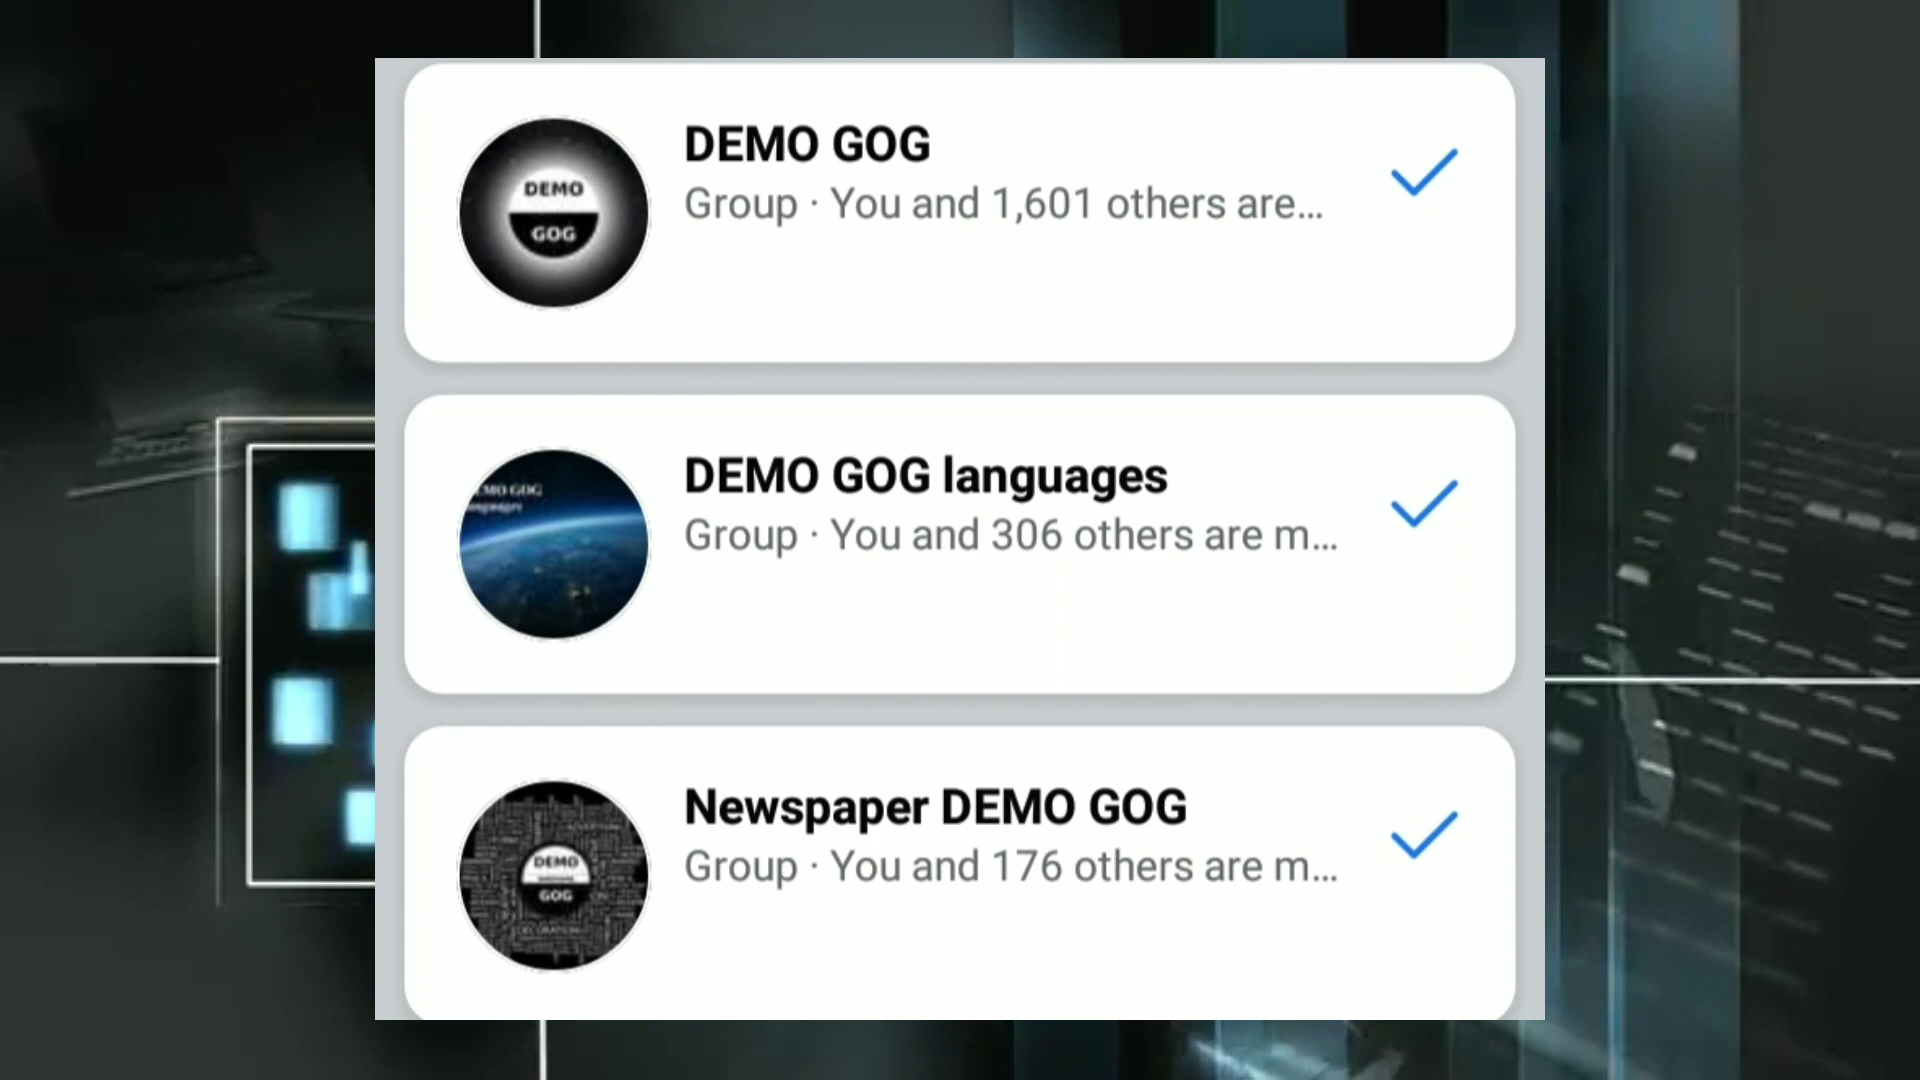 DEMO GOG
Group · You and 1,601 others are...
DEMO
GOG
DEMO GOG languages
Group · You and 306 others are m...
Newspaper DEMO GOG
Group · You and 176 others are m...
DEMO
GOG